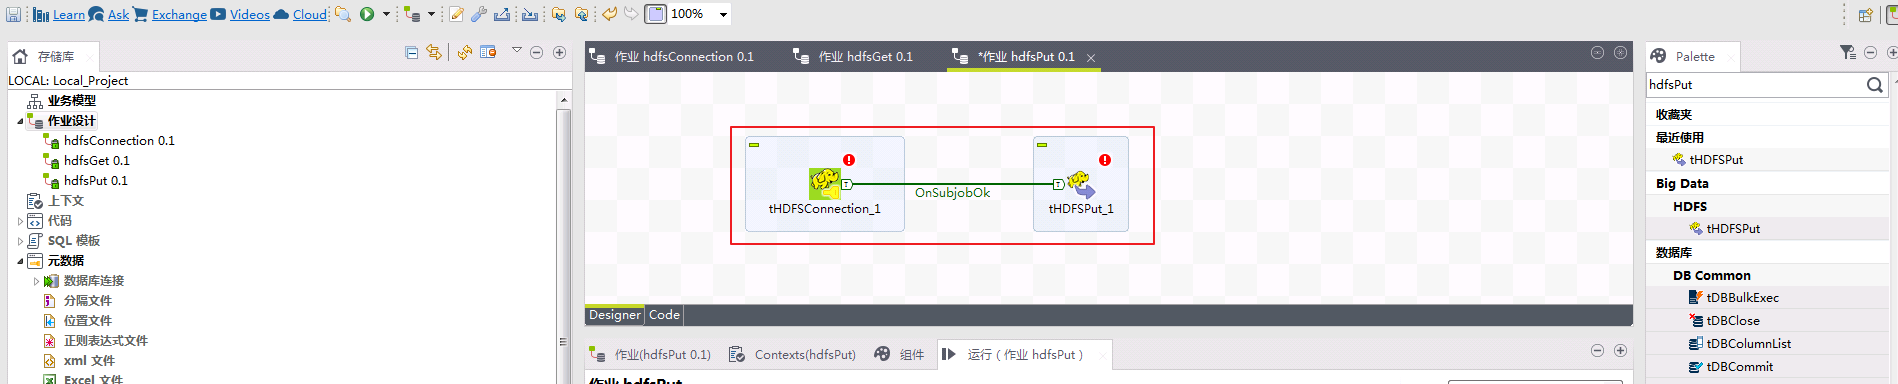 Learn Ask Exchange Videos Cloud 100%
存储库
LOCAL: Local_Project
业务模型
作业设计
hdfsConnection 0.1
hdfsGet 0.1
hdfsPut 0.1
上下文
代码
SQL 模板
元数据
数据库连接
分隔文件
位置文件
正则表达式文件
xml 文件
Excel 文件
作业 hdfsConnection 0.1
作业 hdfsGet 0.1
*作业 hdfsPut 0.1
OnSubjobOk
tHDFSConnection_1
tHDFSPut_1
Designer Code
作业(hdfsPut 0.1)
Contexts(hdfsPut)
组件
运行 ( 作业 hdfsPut )
作业 hdfsPut
Palette
hdfsPut
收藏夹
最近使用
tHDFSPut
Big Data
HDFS
tHDFSPut
数据库
DB Common
tDBBulkExec
tDBClose
tDBColumnList
tDBCommit